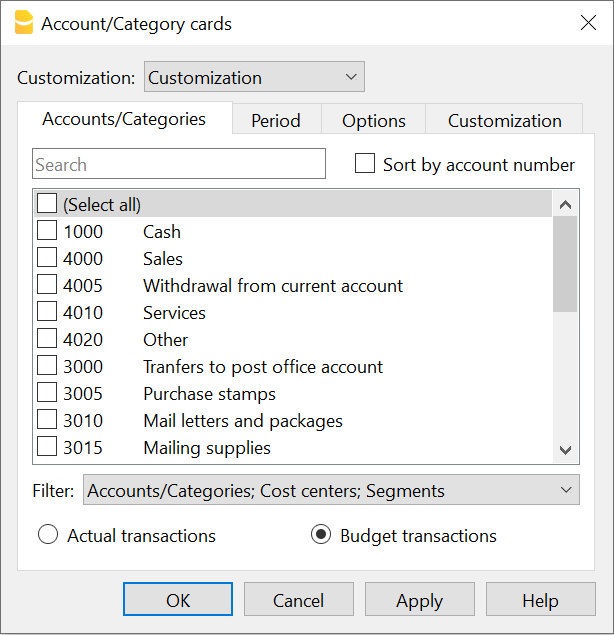 Account/Category cards
Customization: Customization
Accounts/Categories Period Options Customization
Search Sort by account number
(Select all)
1000 Cash
4000 Sales
4005 Withdrawal from current account
4010 Services
4020 Other
3000 Tranfers to post office account
3005 Purchase stamps
3010 Mail letters and packages
3015 Mailing supplies
Filter: Accounts/Categories; Cost centers; Segments
Actual transactions Budget transactions
OK Cancel Apply Help